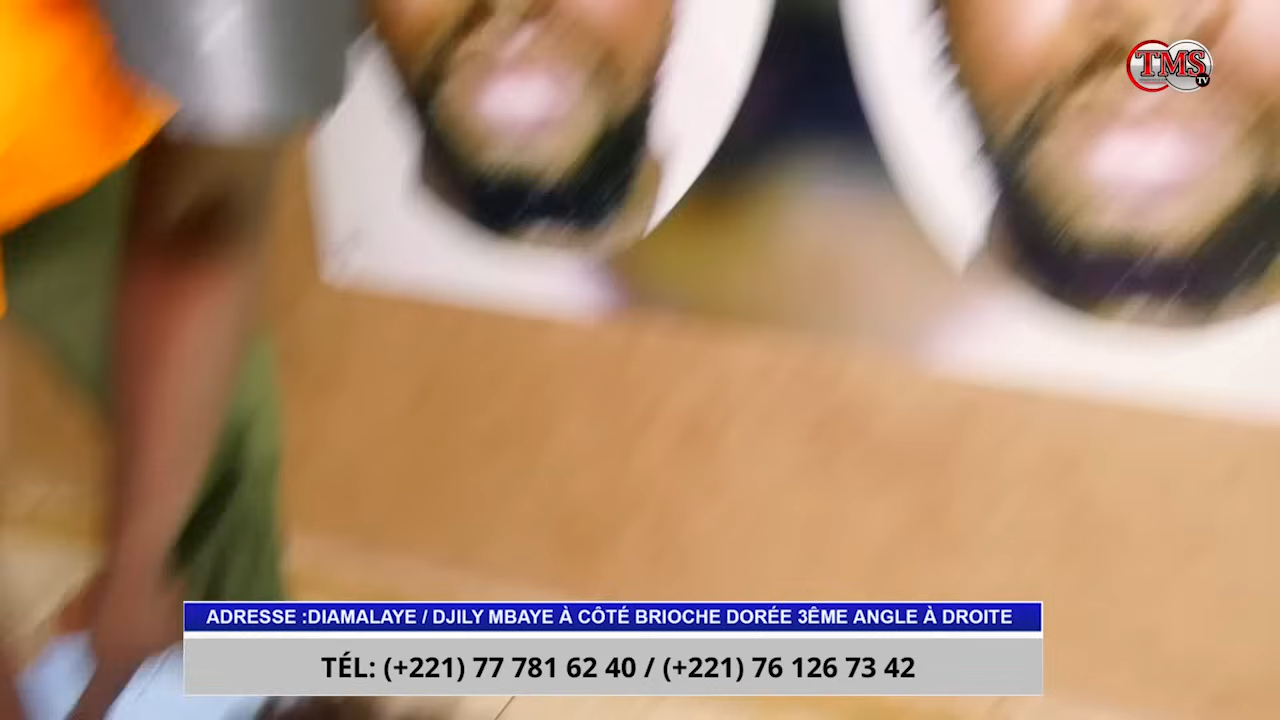 TMS
TV
ADRESSE :DIAMALAYE / DJILY MBAYE À CÔTÉ BRIOCHE DORÉE 3ÊME ANGLE À DROITE
TÉL: (+221) 77 781 62 40 / (+221) 76 126 73 42